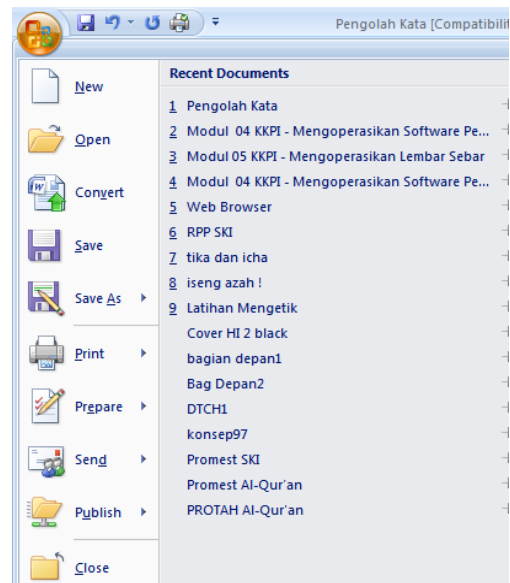 Pengolah Kata [Compatibilit
New
Open
Convert
Save
Save As
Print
Prepare
Send
Publish
Close
Recent Documents
1 Pengolah Kata
2 Modul  04 KKPI - Mengoperasikan Software Pe...
3 Modul 05 KKPI - Mengoperasikan Lembar Sebar
4 Modul  04 KKPI - Mengoperasikan Software Pe...
5 Web Browser
6 RPP SKI
7 tika dan icha
8 iseng azah !
9 Latihan Mengetik
Cover HI 2 black
bagian depan1
Bag Depan2
DTCH1
konsep97
Promest SKI
Promest Al-Qur'an
PROTAH Al-Qur'an